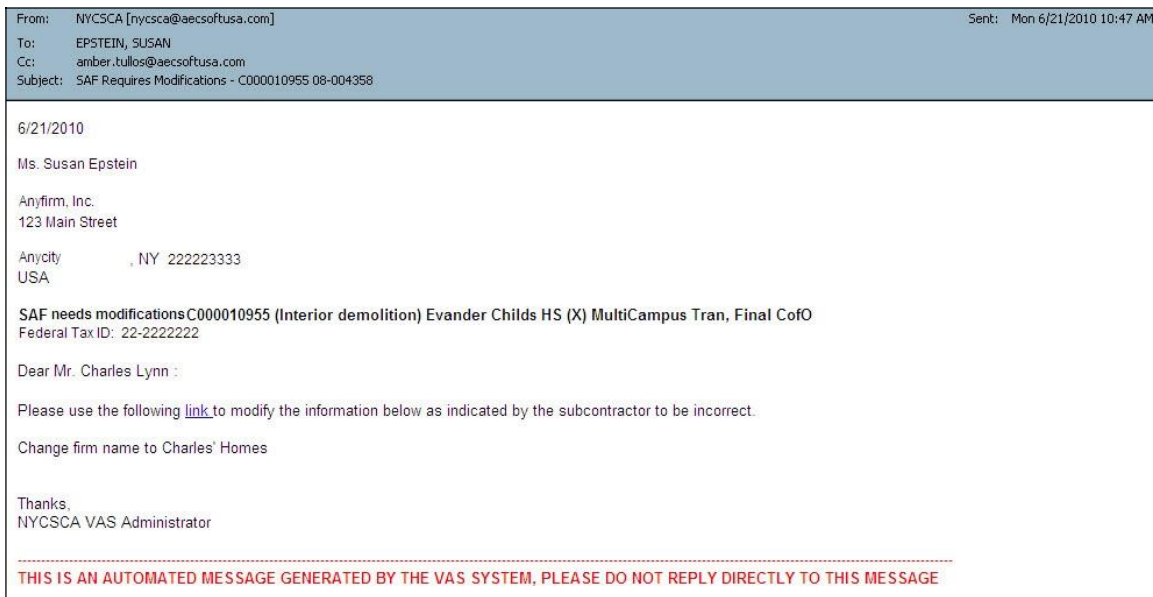 From: NYCSCA [nycsca@aecsoftusa.com] Sent: Mon 6/21/2010 10:47 AM
To: EPSTEIN, SUSAN
Cc: amber.tullos@aecsoftusa.com
Subject: SAF Requires Modifications - C000010955 08-004358
6/21/2010
Ms. Susan Epstein
Anyfirm, Inc.
123 Main Street
Anycity , NY 222223333
USA
SAF needs modifications C000010955 (Interior demolition) Evander Childs HS (X) MultiCampus Tran, Final CofO
Federal Tax ID: 22-2222222
Dear Mr. Charles Lynn :
Please use the following link to modify the information below as indicated by the subcontractor to be incorrect.
Change firm name to Charles' Homes
Thanks,
NYCSCA VAS Administrator
THIS IS AN AUTOMATED MESSAGE GENERATED BY THE VAS SYSTEM, PLEASE DO NOT REPLY DIRECTLY TO THIS MESSAGE